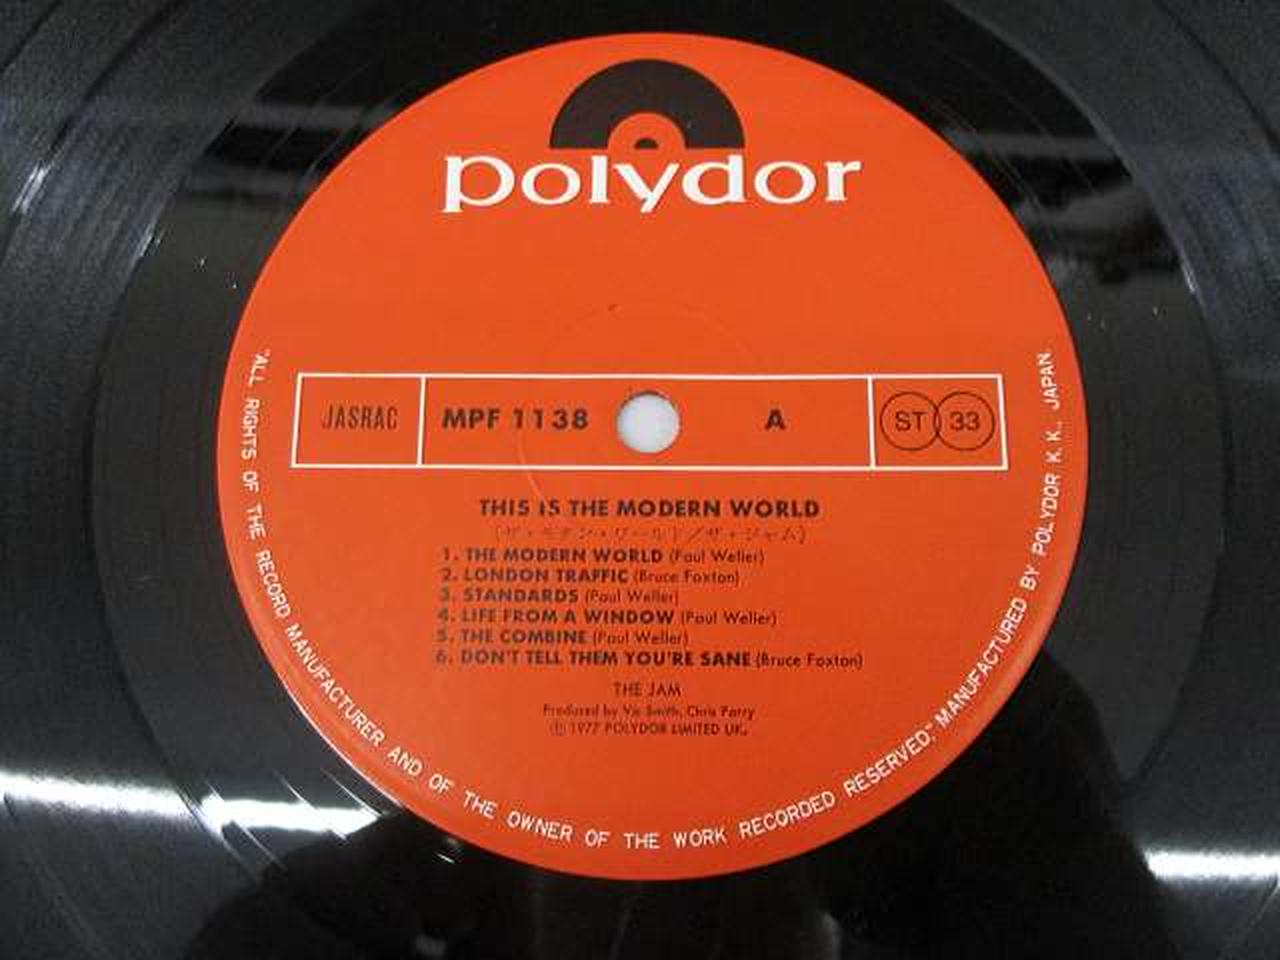 polydor
JASRAC
MPF 1138
A
ST 33
THIS IS THE MODERN WORLD
(ザ・モダン・ワールド/ザ・ジャム)
1. THE MODERN WORLD (Paul Weller)
2. LONDON TRAFFIC (Bruce Foxton)
3. STANDARDS (Paul Weller)
4. LIFE FROM A WINDOW (Paul Weller)
5. THE COMBINE (Paul Weller)
6. DON'T TELL THEM YOU'RE SANE (Bruce Foxton)
THE JAM
Produced by Vic Smith, Chris Parry
Ⓟ 1977 POLYDOR LIMITED UK.
"ALL RIGHTS OF THE RECORD MANUFACTURER AND OF THE OWNER OF THE WORK RECORDED RESERVED." MANUFACTURED BY POLYDOR K.K., JAPAN.